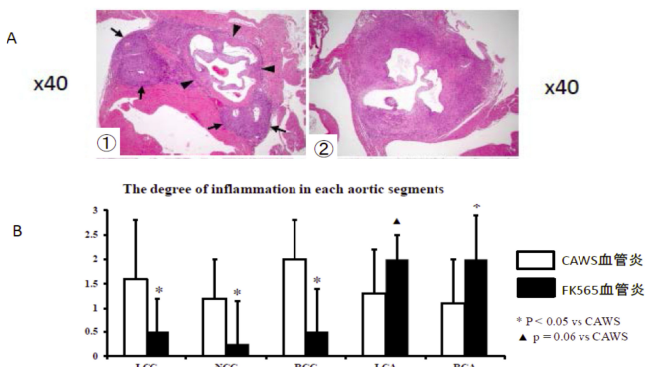 A
x40
①
②
x40
The degree of inflammation in each aortic segments
B
3
2.5
2
1.5
1
0.5
0
*
*
*
▲
*
CAWS血管炎
FK565血管炎
* P < 0.05 vs CAWS
▲ p = 0.06 vs CAWS